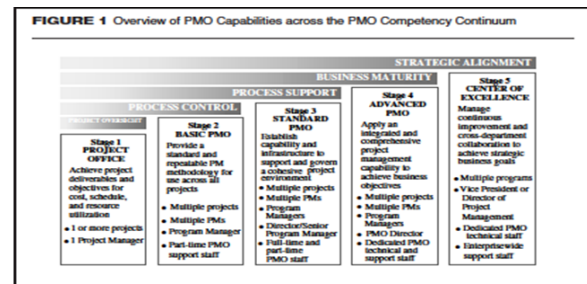 FIGURE 1 Overview of PMO Capabilities across the PMO Competency Continuum
STRATEGIC ALIGNMENT
BUSINESS MATURITY
PROCESS SUPPORT
PROCESS CONTROL
PROJECT OVERSIGHT
Stage 1
PROJECT
OFFICE
Achieve project
deliverables and
objectives for
cost, schedule,
and resource
utilization
• 1 or more projects
• 1 Project Manager
Stage 2
BASIC PMO
Provide a
standard and
repeatable PM
methodology for
use across all
projects
• Multiple projects
• Multiple PMs
• Program Manager
• Part-time PMO
support staff
Stage 3
STANDARD
PMO
Establish
capability and
infrastructure to
support and govern
a cohesive project
environment
• Multiple projects
• Multiple PMs
• Program
Managers
• Director/Senior
Program Manager
• Full-time and
part-time
PMO staff
Stage 4
ADVANCED
PMO
Apply an
integrated and
comprehensive
project
management
capability to
achieve business
objectives
• Multiple projects
• Multiple PMs
• Program
Managers
• PMO Director
• Dedicated PMO
technical and
support staff
Stage 5
CENTER OF
EXCELLENCE
Manage
continuous
improvement and
cross-department
collaboration to
achieve strategic
business goals
• Multiple programs
• Vice President or
Director of
Project
Management
• Dedicated PMO
technical staff
• Enterprisewide
support staff